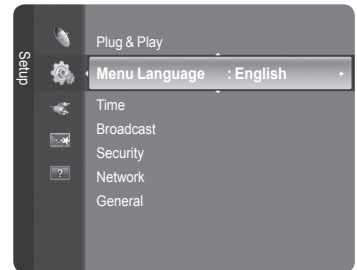 Setup
Plug & Play
Menu Language : English
Time
Broadcast
Security
Network
General
?